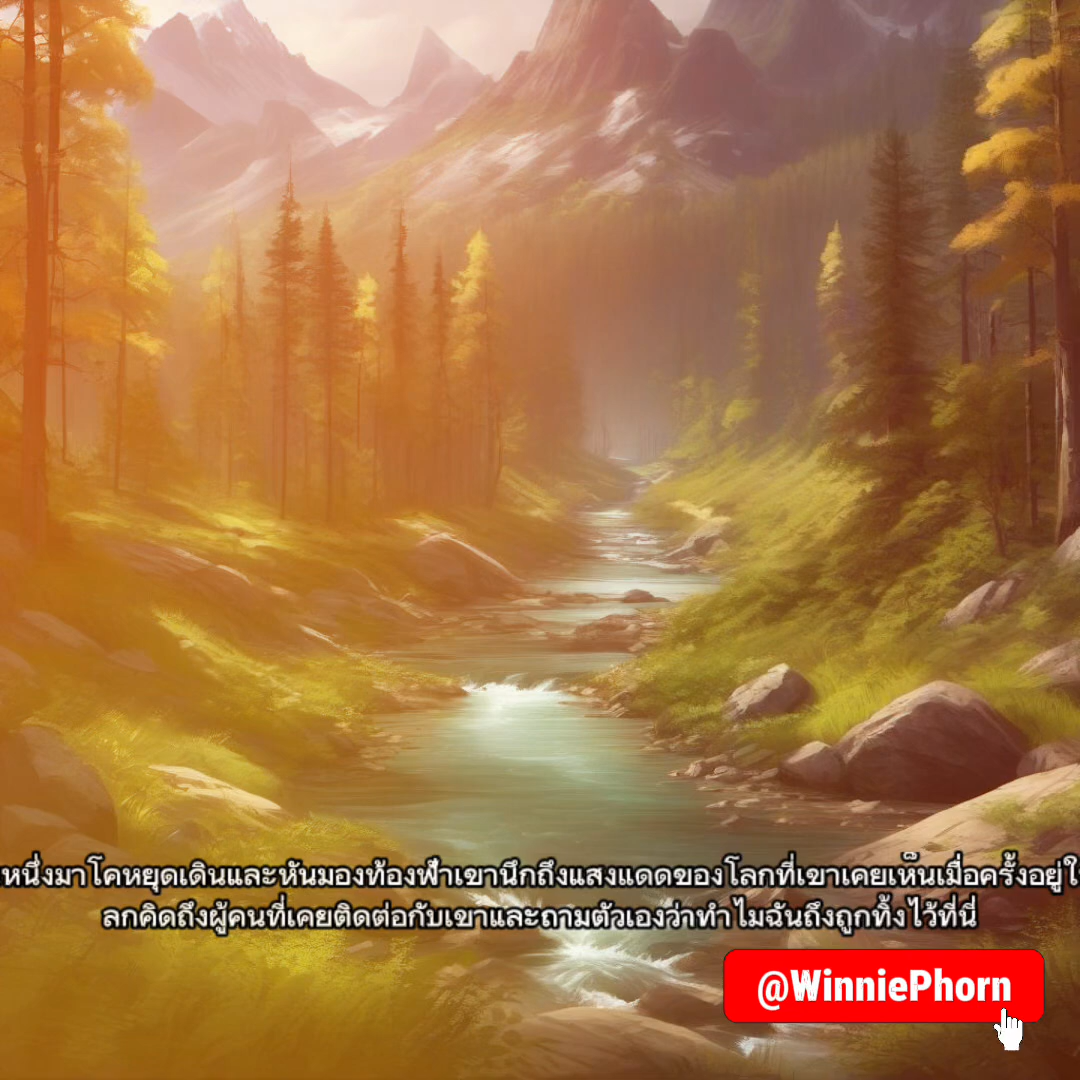 หนึ่งมาโคหยุดเดินและหันมองท้องฟ้าเขานึกถึงแสงแดดของโลกที่เขาเคยเห็นเมื่อครั้งอยู่ใ
ลกคิดถึงผู้คนที่เคยติดต่อกับเขาและถามตัวเองว่าทำไมฉันถึงถูกทิ้งไว้ที่นี่
@WinniePhorn